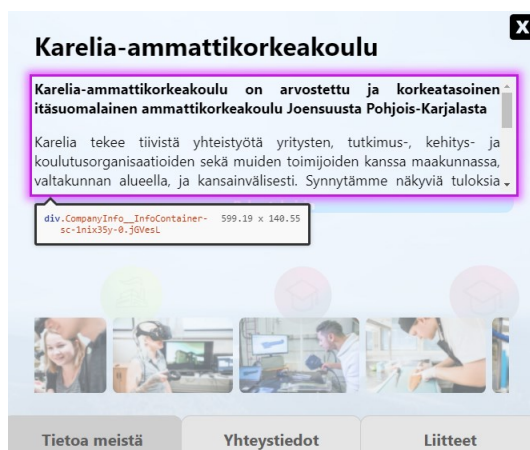 X
Karelia-ammattikorkeakoulu
Karelia-ammattikorkeakoulu on arvostettu ja korkeatasoinen
itäsuomalainen ammattikorkeakoulu Joensuusta Pohjois-Karjalasta
Karelia tekee tiivistä yhteistyötä yritysten, tutkimus-, kehitys- ja
koulutusorganisaatioiden sekä muiden toimijoiden kanssa maakunnassa,
valtakunnan alueella, ja kansainvälisesti. Synnytämme näkyviä tuloksia
div.CompanyInfo__InfoContainer- 599.19 x 140.55
sc-1nix35y-0.jGVesL
Tietoa meistä Yhteystiedot Liitteet